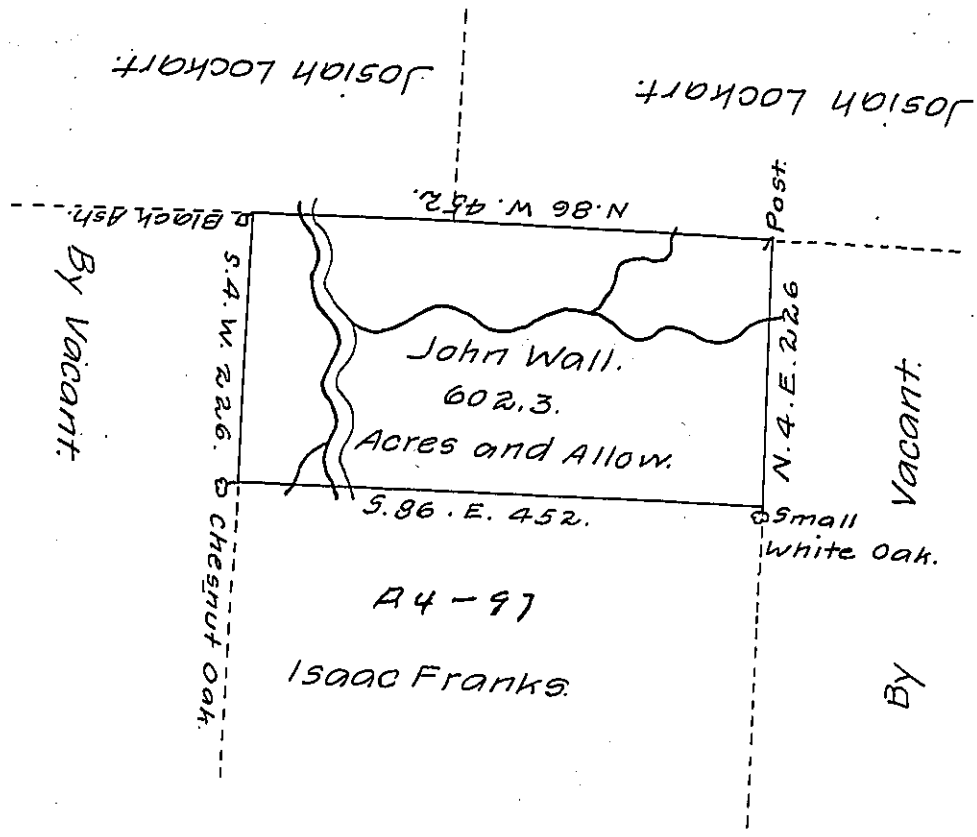 Josiah Lockart.
Josiah Lockart.
N. 86 W. 452.
Post.
Black Ash.
By Vacant.
S. 4. W. 226.
N. 4. E. 226
John Wall.
602.3.
Acres and Allow.
S. 86. E. 452.
Small
White Oak.
Chesnut Oak.
By Vacant.
A 4 - 97
Isaac Franks.